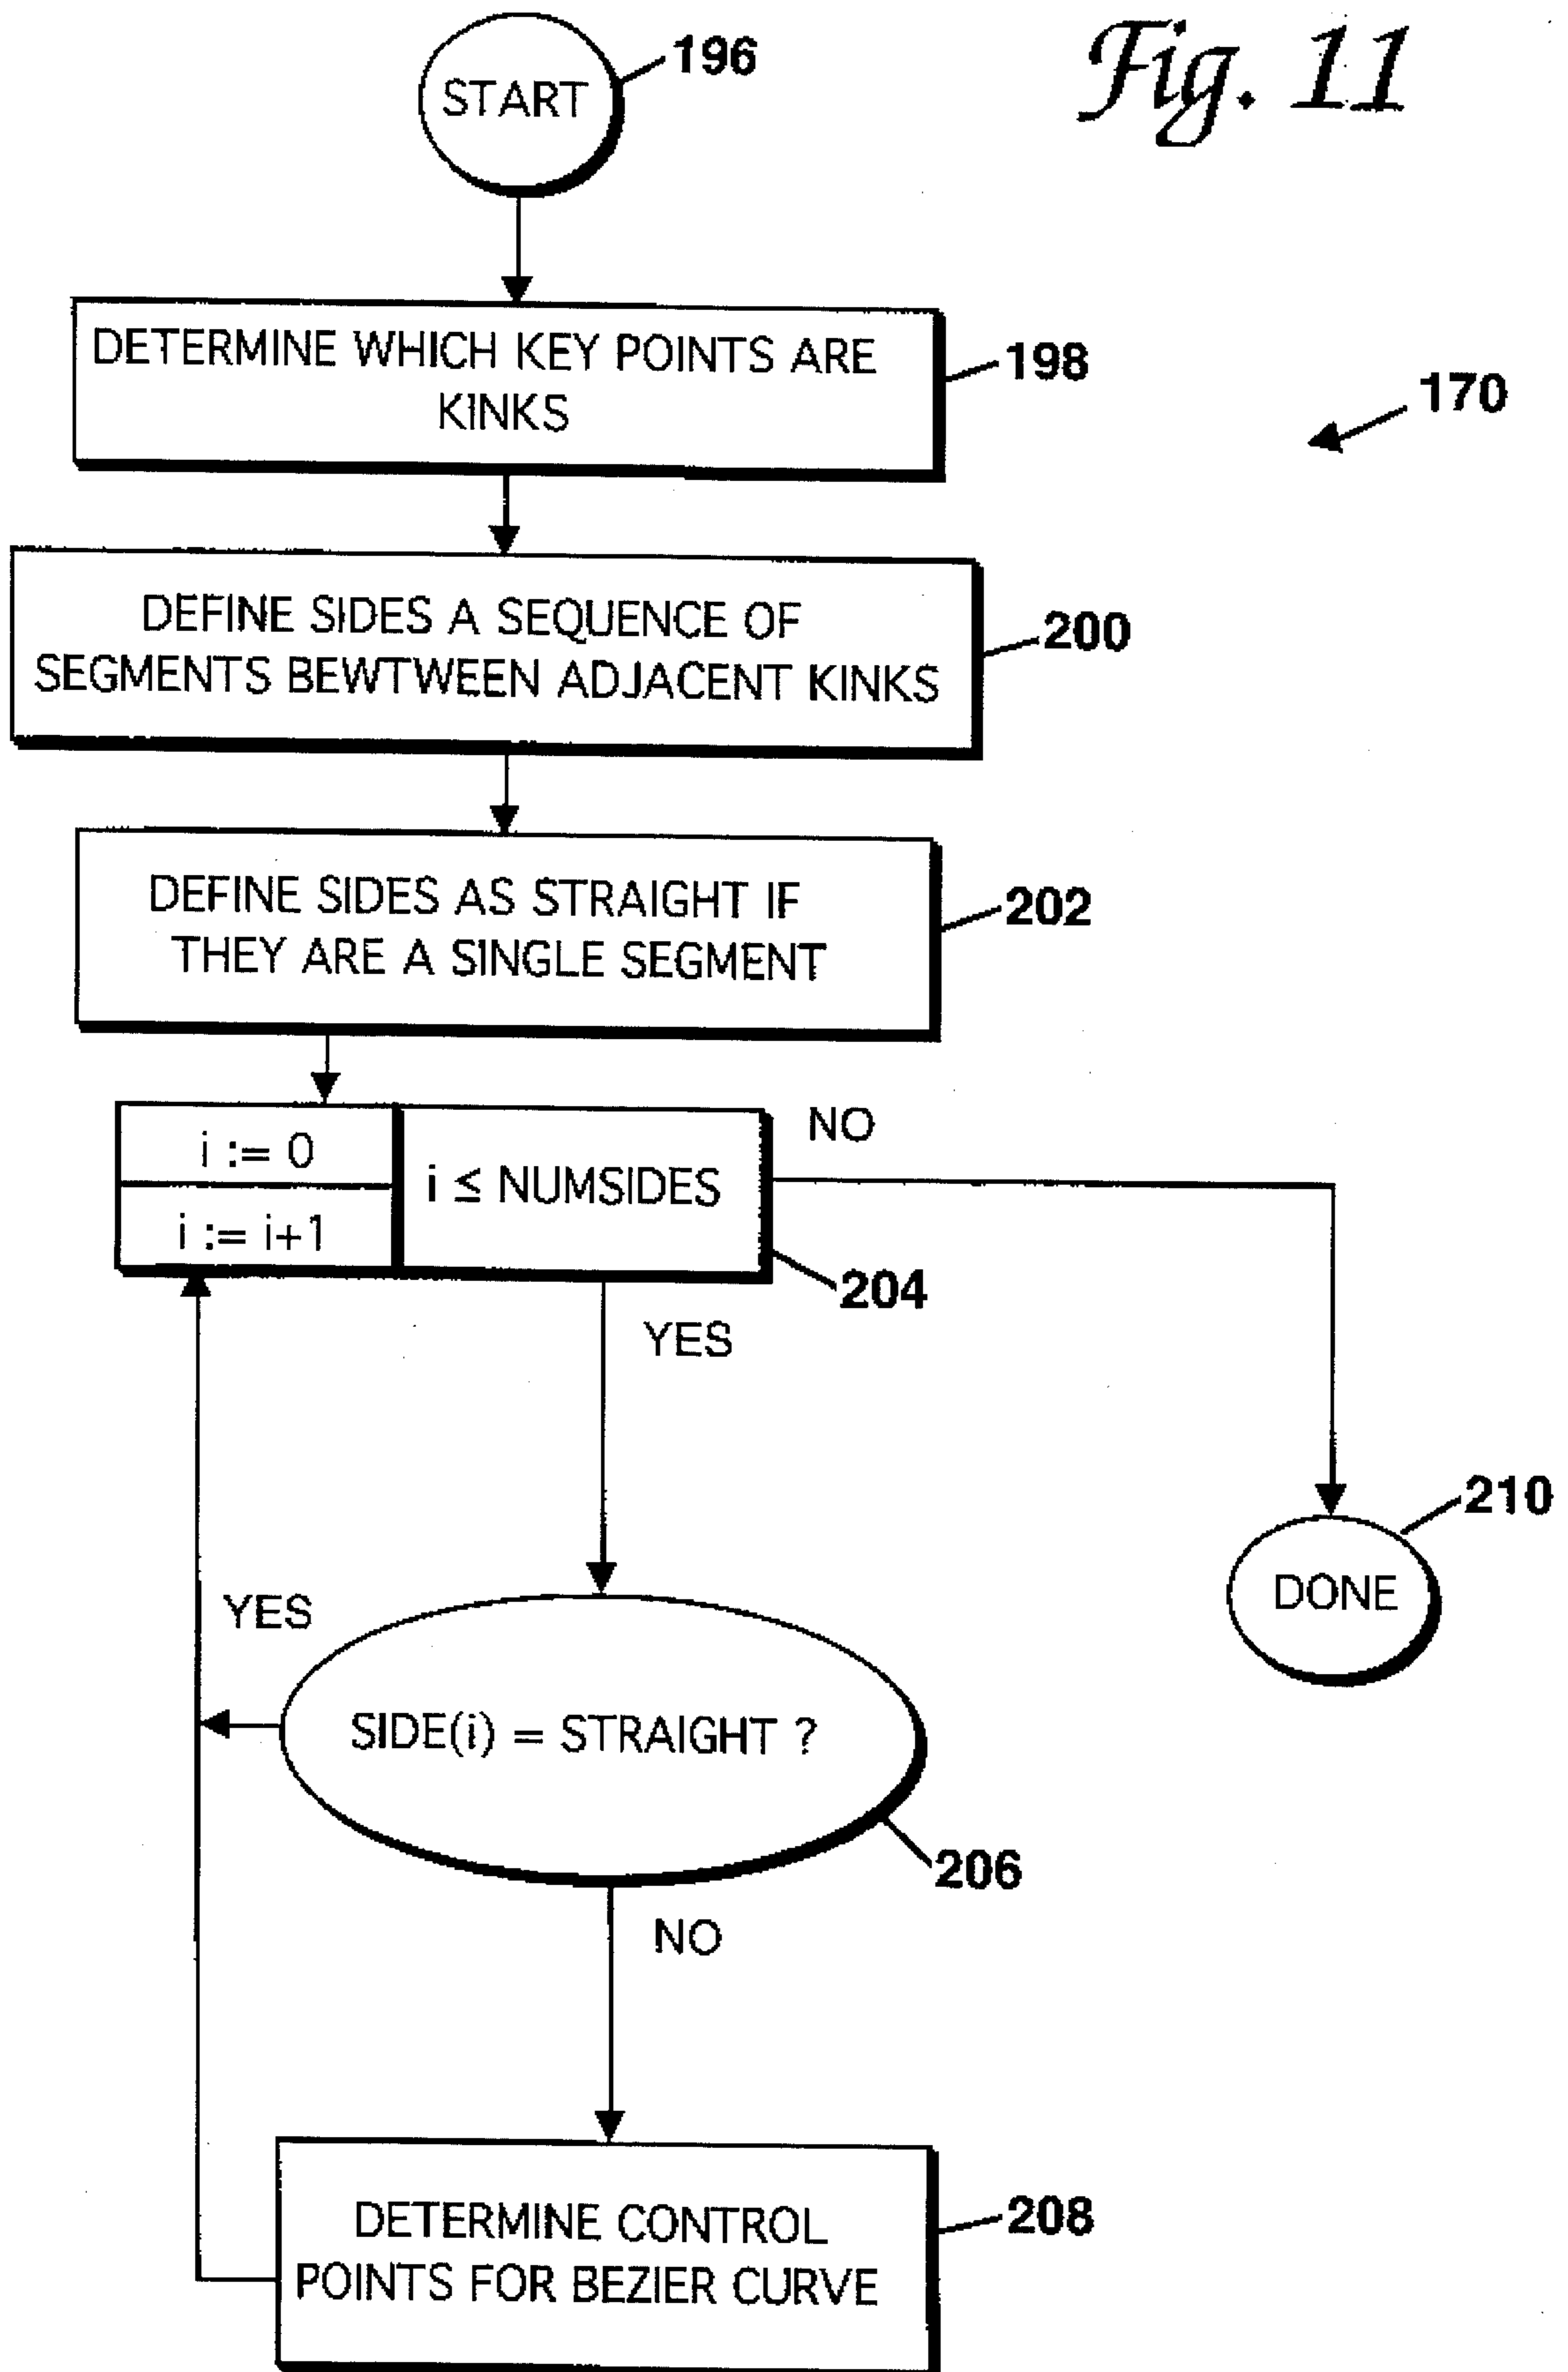 Fig. 11
START
196
DETERMINE WHICH KEY POINTS ARE
KINKS
198
170
DEFINE SIDES A SEQUENCE OF
SEGMENTS BEWTWEEN ADJACENT KINKS
200
DEFINE SIDES AS STRAIGHT IF
THEY ARE A SINGLE SEGMENT
202
i := 0
i := i+1
i ≤ NUMSIDES
NO
204
YES
210
DONE
YES
SIDE(i) = STRAIGHT ?
206
NO
DETERMINE CONTROL
POINTS FOR BEZIER CURVE
208